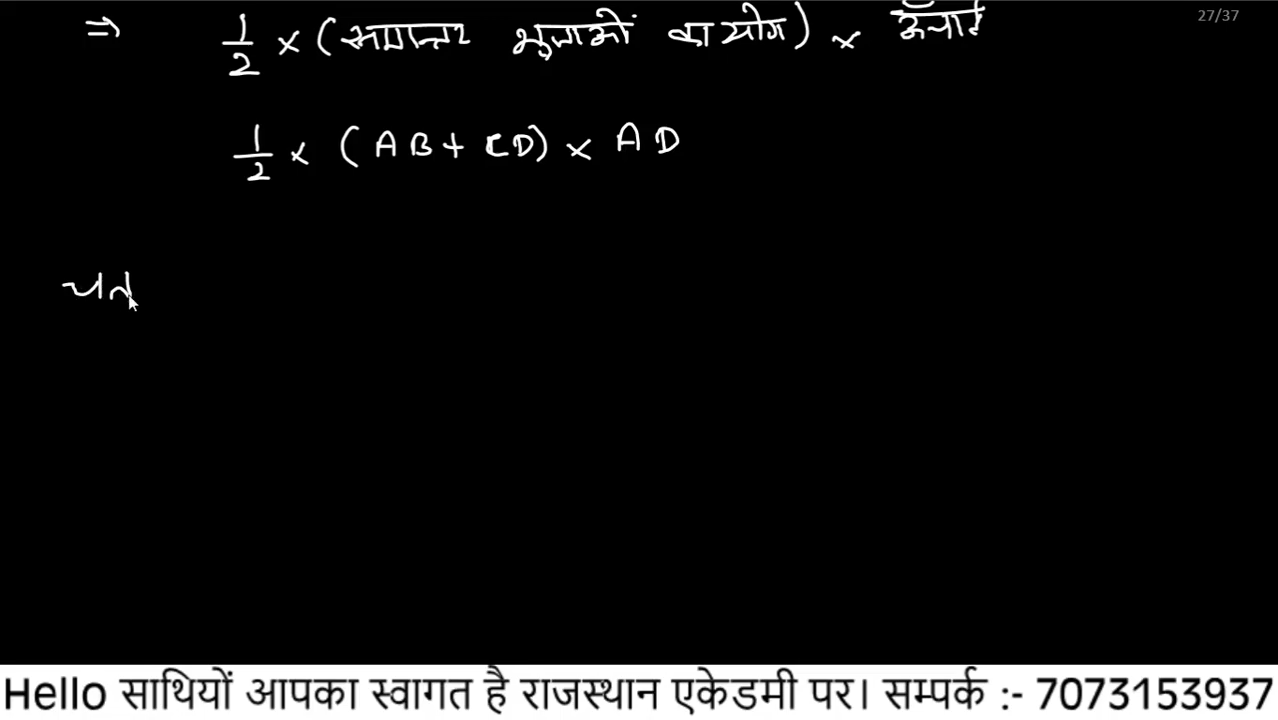 27/37
⇒ 1/2 × (समान्तर भुजाओं का योग) × ऊँचाई
1/2 × (AB + CD) × AD
चतु
Hello साथियों आपका स्वागत है राजस्थान एकेडमी पर। सम्पर्क :- 7073153937